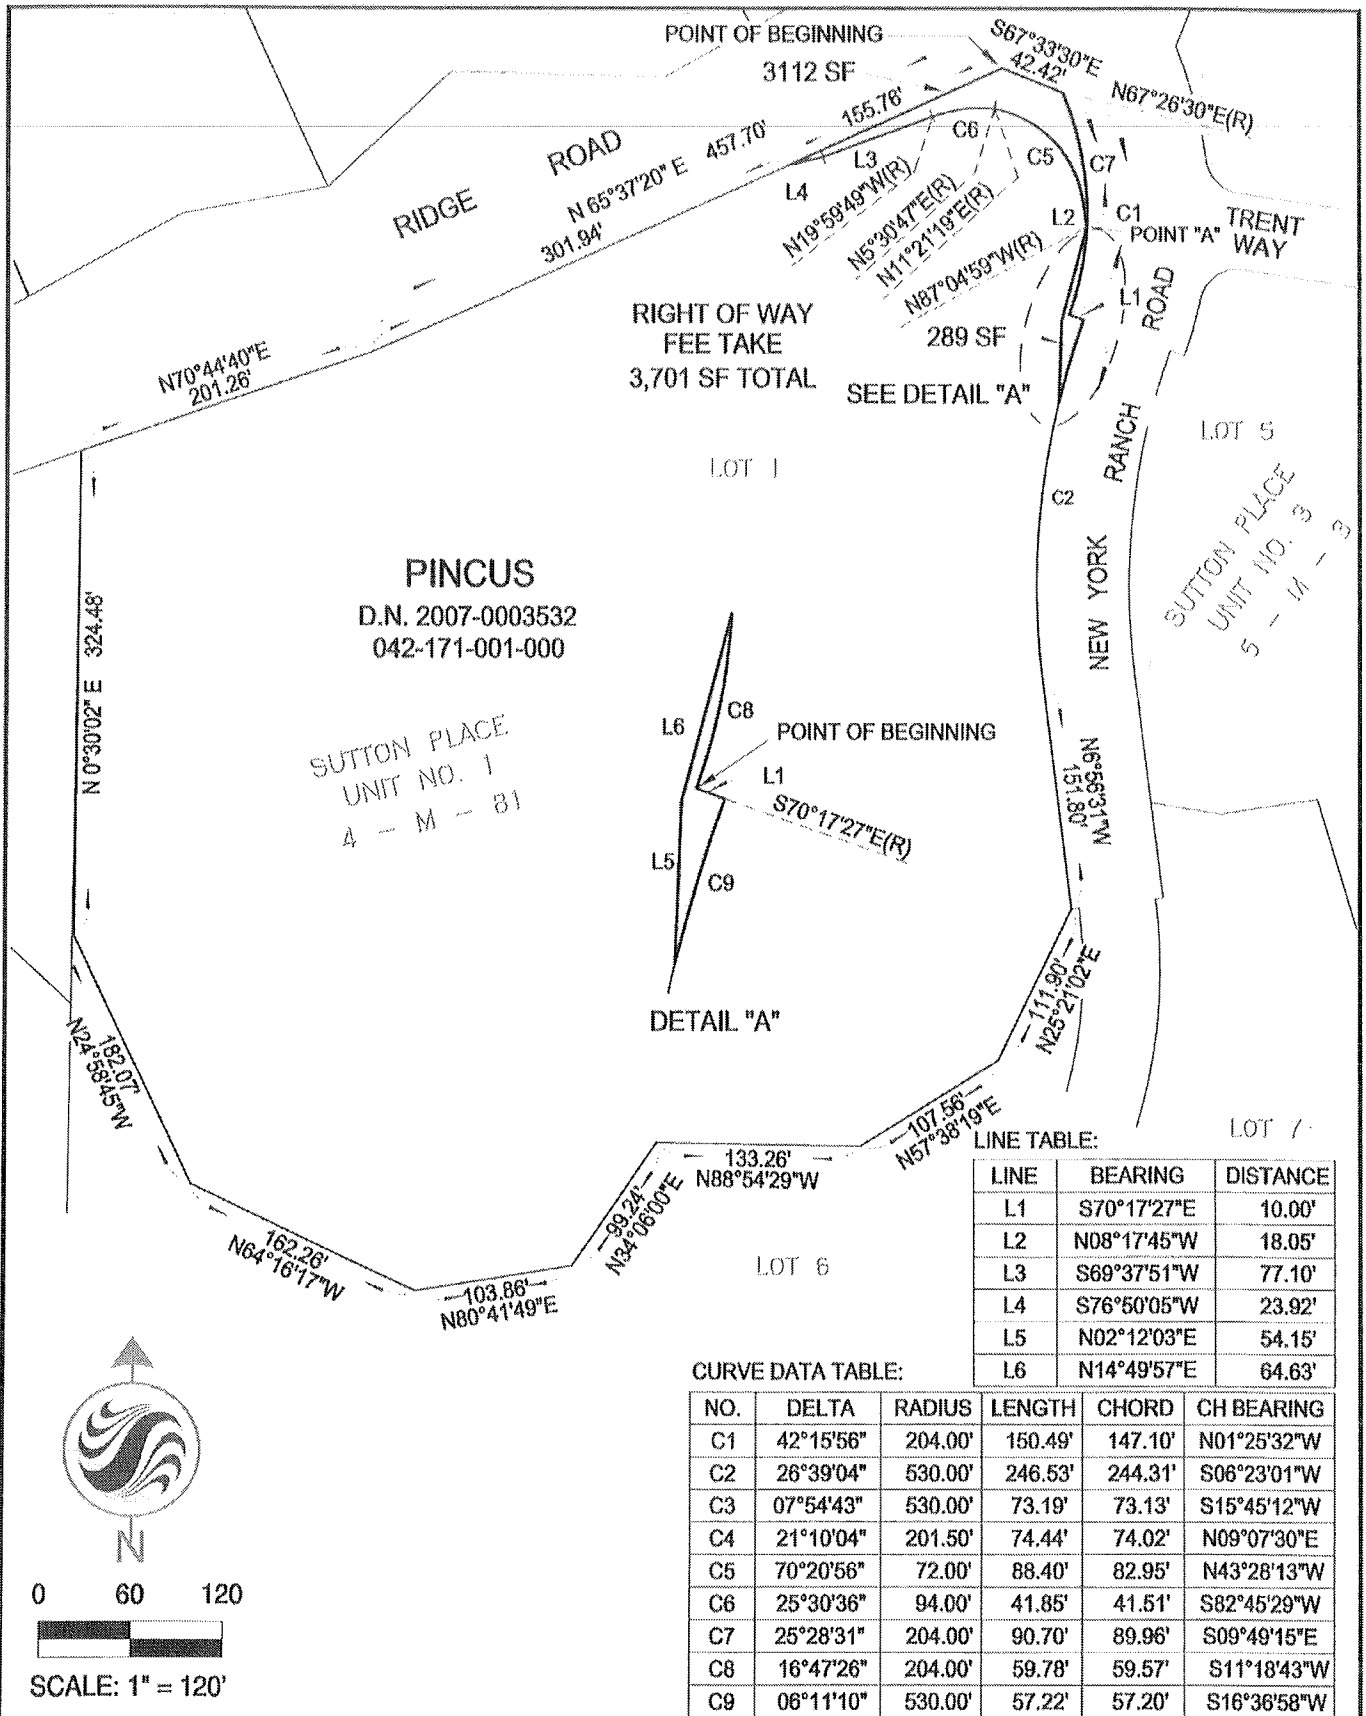 POINT OF BEGINNING
3112 SF
S67°33'30"E
42.42'
N67°26'30"E(R)
155.76'
RIDGE ROAD
N 65°37'20" E 457.70'
301.94'
L4
L3
C6
C5
C7
N19°59'49"W(R)
N5°30'47"E(R)
N11°21'19"E(R)
N87°04'59"W(R)
L2
C1
POINT "A"
TRENT
WAY
L1
RIGHT OF WAY
FEE TAKE
3,701 SF TOTAL
289 SF
SEE DETAIL "A"
N70°44'40"E
201.26'
LOT 1
LOT 5
C2
NEW YORK RANCH ROAD
SUTTON PLACE
UNIT NO. 3
5 - M - 3
PINCUS
D.N. 2007-0003532
042-171-001-000
N 0°30'02" E 324.48'
SUTTON PLACE
UNIT NO. 1
4 - M - 81
L6
C8
POINT OF BEGINNING
L1
S70°17'27"E(R)
L5
C9
DETAIL "A"
N6°56'31"W
151.80'
111.90'
N25°21'02"E
182.07'
N24°58'45"W
107.56'
N57°38'19"E
133.26'
N88°54'29"W
99.24'
N34°06'00"E
162.26'
N64°16'17"W
103.86'
N80°41'49"E
LOT 6
LOT 7
LINE TABLE:
LINE BEARING DISTANCE
L1 S70°17'27"E 10.00'
L2 N08°17'45"W 18.05'
L3 S69°37'51"W 77.10'
L4 S76°50'05"W 23.92'
L5 N02°12'03"E 54.15'
L6 N14°49'57"E 64.63'
CURVE DATA TABLE:
NO. DELTA RADIUS LENGTH CHORD CH BEARING
C1 42°15'56" 204.00' 150.49' 147.10' N01°25'32"W
C2 26°39'04" 530.00' 246.53' 244.31' S06°23'01"W
C3 07°54'43" 530.00' 73.19' 73.13' S15°45'12"W
C4 21°10'04" 201.50' 74.44' 74.02' N09°07'30"E
C5 70°20'56" 72.00' 88.40' 82.95' N43°28'13"W
C6 25°30'36" 94.00' 41.85' 41.51' S82°45'29"W
C7 25°28'31" 204.00' 90.70' 89.96' S09°49'15"E
C8 16°47'26" 204.00' 59.78' 59.57' S11°18'43"W
C9 06°11'10" 530.00' 57.22' 57.20' S16°36'58"W
N
0 60 120
SCALE: 1" = 120'